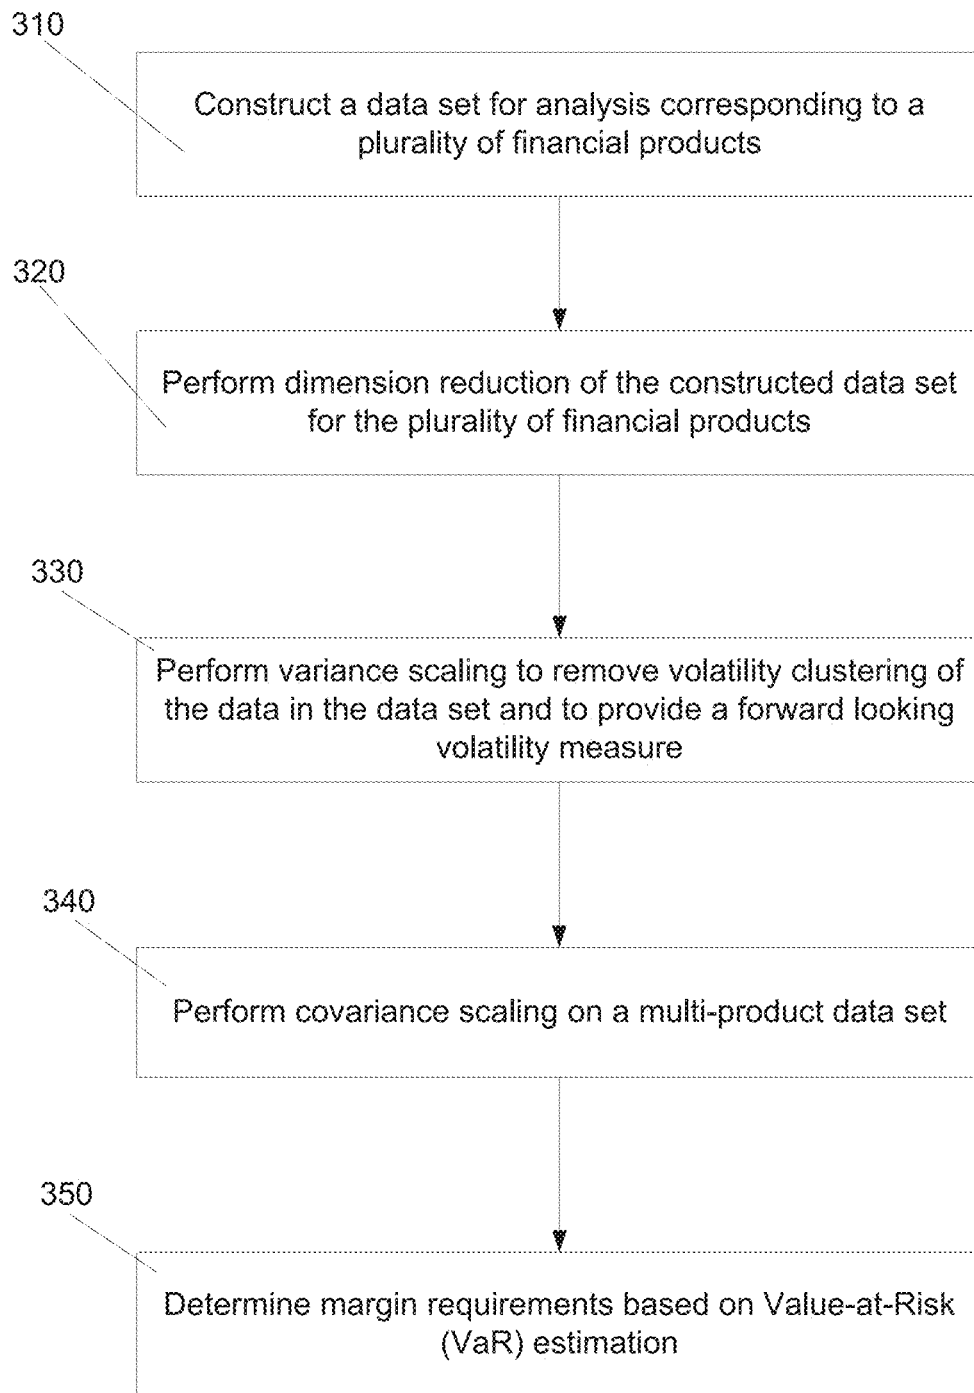 310
Construct a data set for analysis corresponding to a
plurality of financial products
320
Perform dimension reduction of the constructed data set
for the plurality of financial products
330
Perform variance scaling to remove volatility clustering of
the data in the data set and to provide a forward looking
volatility measure
340
Perform covariance scaling on a multi-product data set
350
Determine margin requirements based on Value-at-Risk
(VaR) estimation